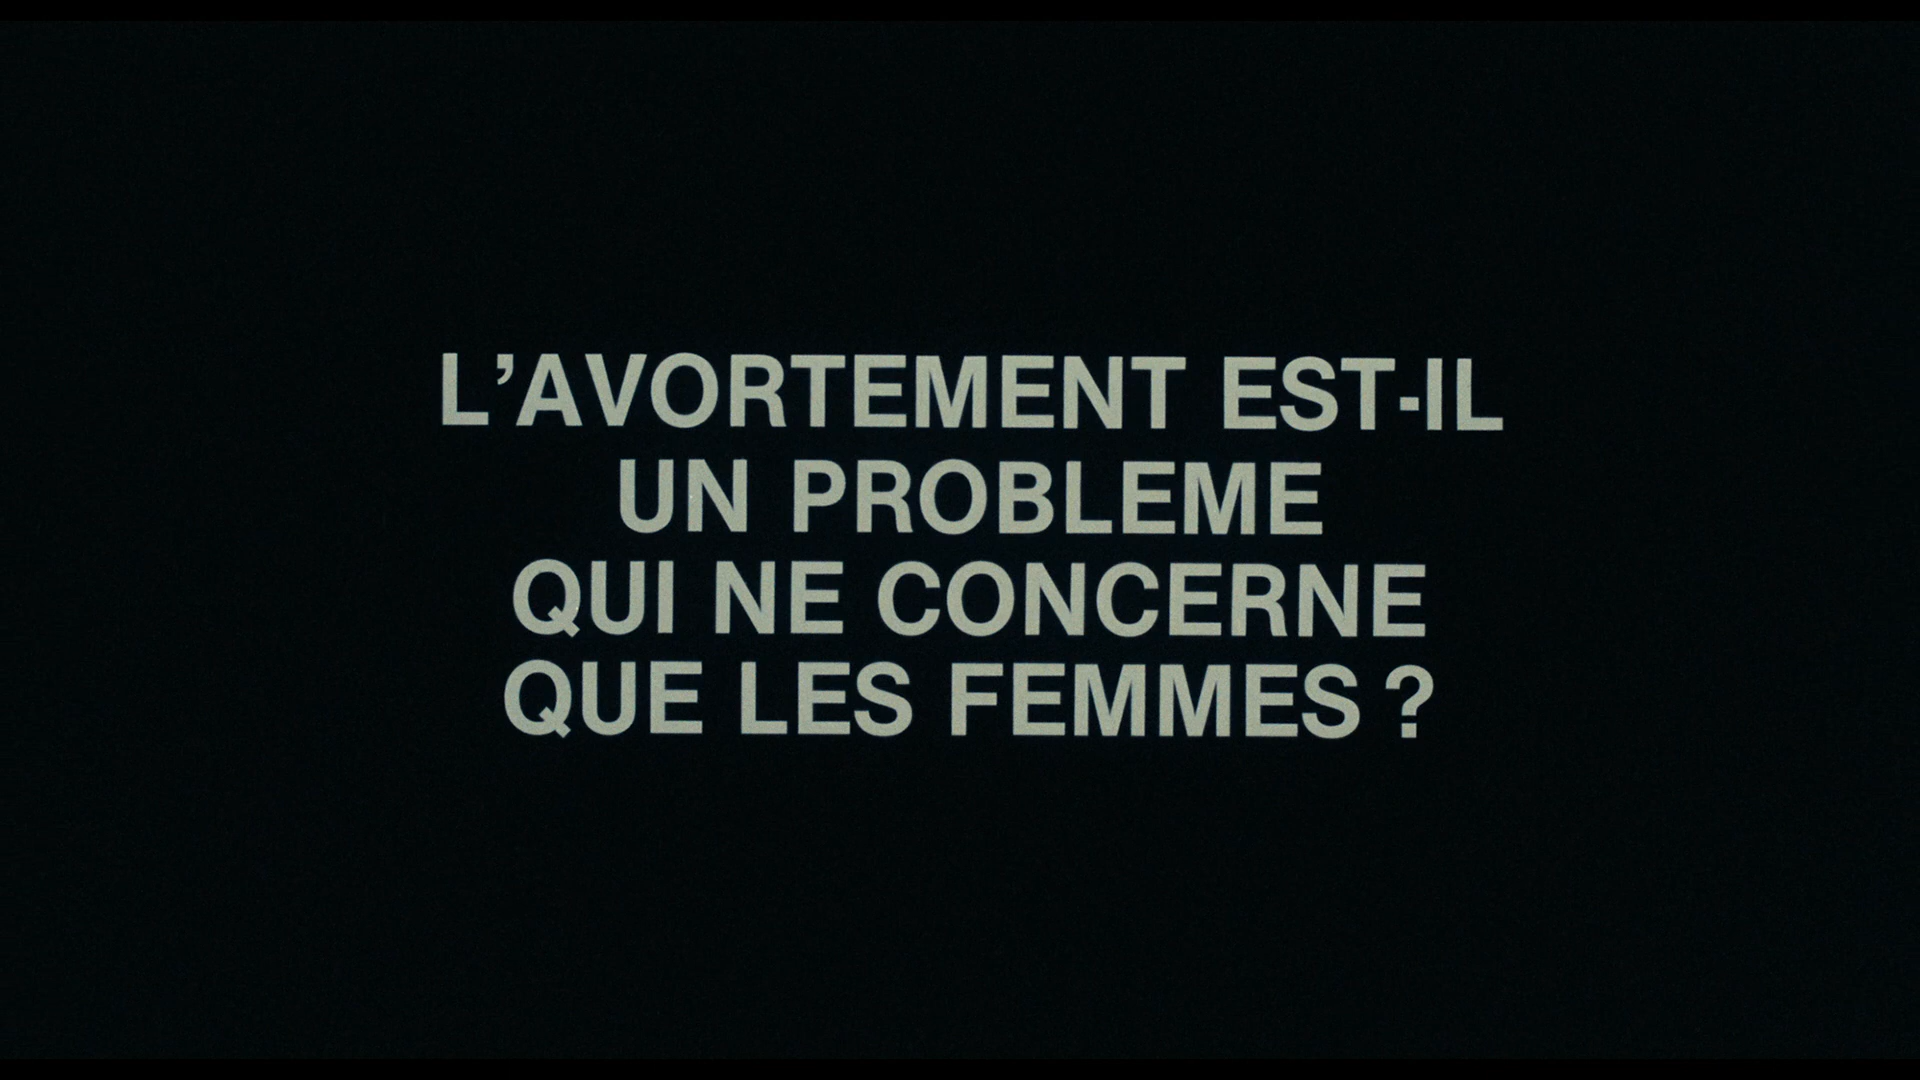 L'AVORTEMENT EST-IL
UN PROBLEME
QUI NE CONCERNE
QUE LES FEMMES ?